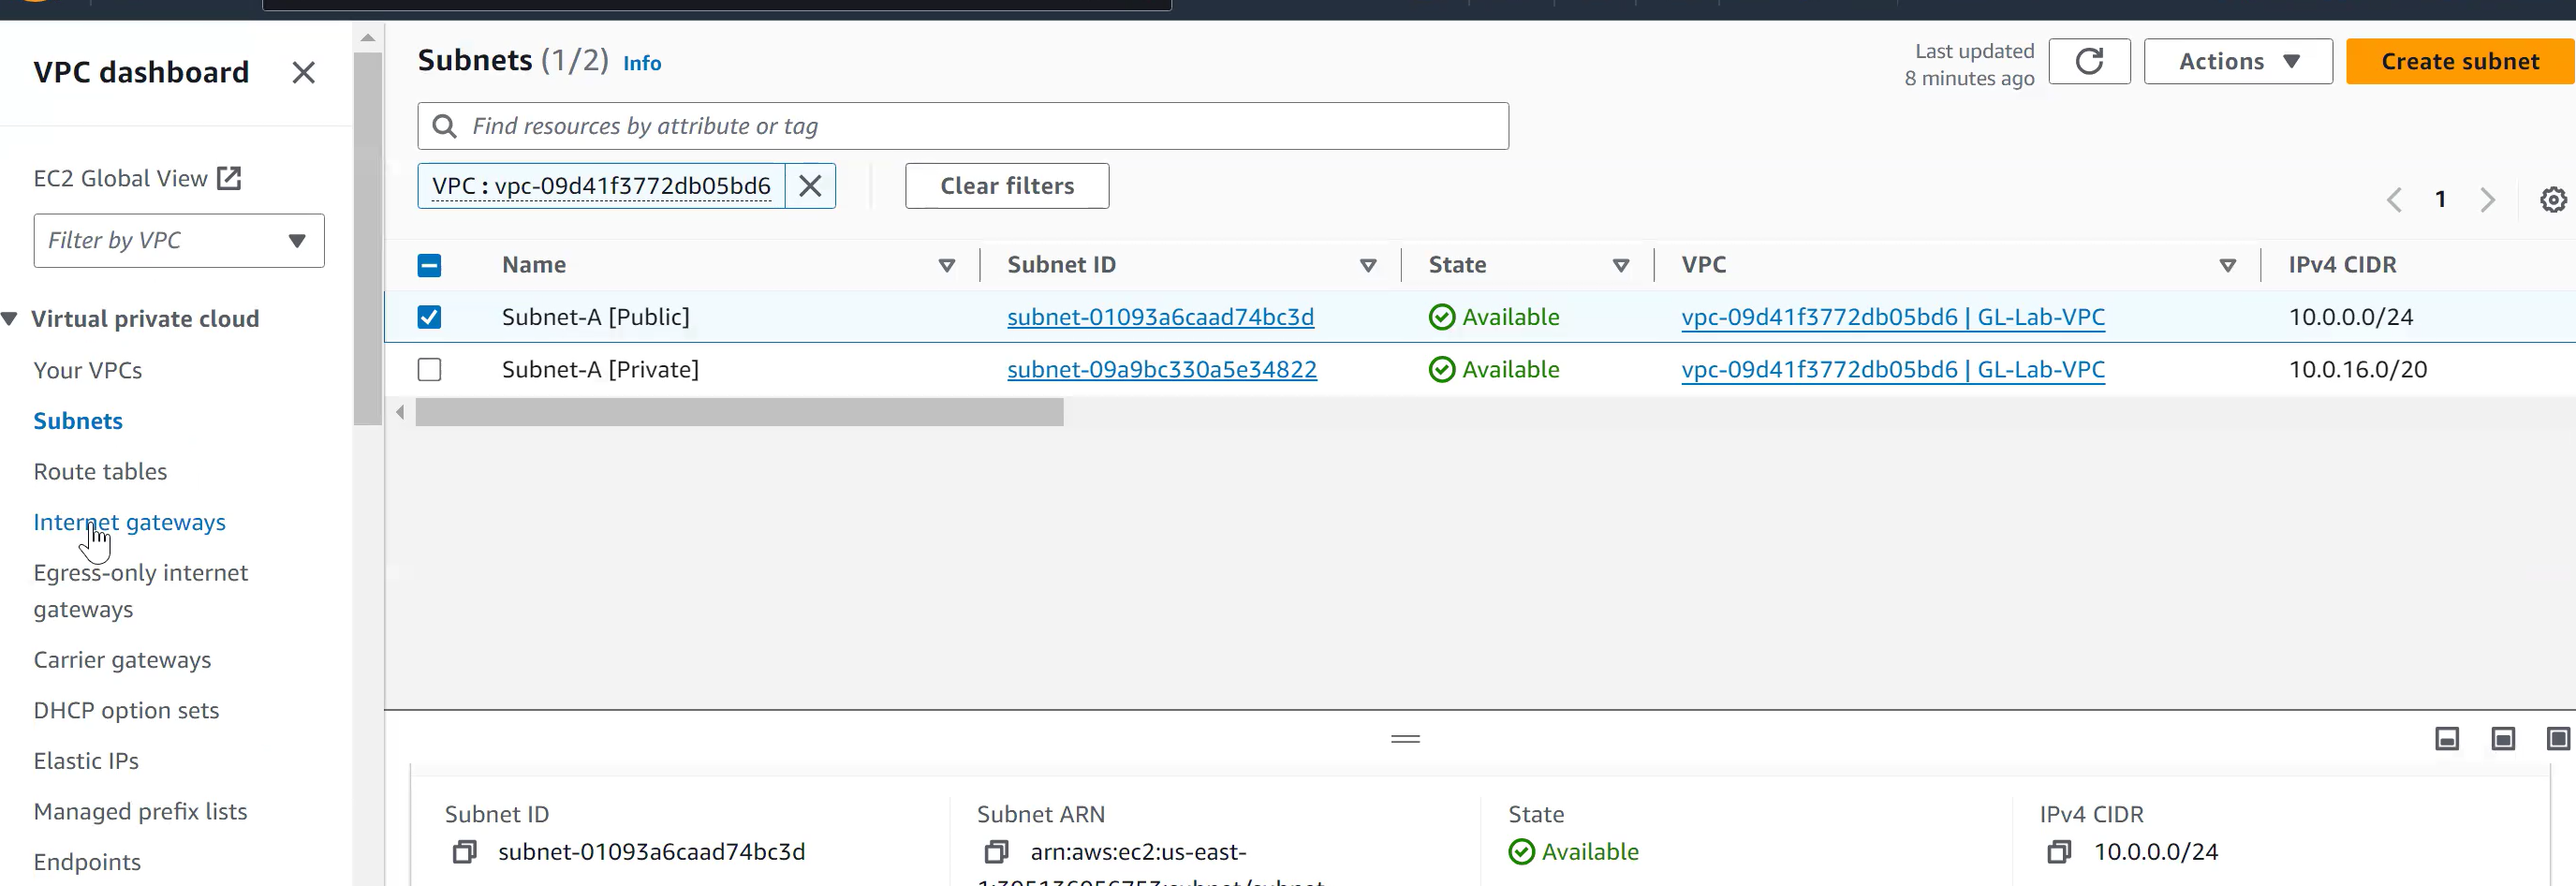 VPC dashboard
EC2 Global View
Filter by VPC
Virtual private cloud
Your VPCs
Subnets
Route tables
Internet gateways
Egress-only internet
gateways
Carrier gateways
DHCP option sets
Elastic IPs
Managed prefix lists
Endpoints
Subnets (1/2) Info
Last updated
8 minutes ago
Actions
Create subnet
Find resources by attribute or tag
VPC : vpc-09d41f3772db05bd6
Clear filters
1
Name Subnet ID State VPC IPv4 CIDR
Subnet-A [Public] subnet-01093a6caad74bc3d Available vpc-09d41f3772db05bd6 | GL-Lab-VPC 10.0.0.0/24
Subnet-A [Private] subnet-09a9bc330a5e34822 Available vpc-09d41f3772db05bd6 | GL-Lab-VPC 10.0.16.0/20
Subnet ID
subnet-01093a6caad74bc3d
Subnet ARN
arn:aws:ec2:us-east-
State
Available
IPv4 CIDR
10.0.0.0/24